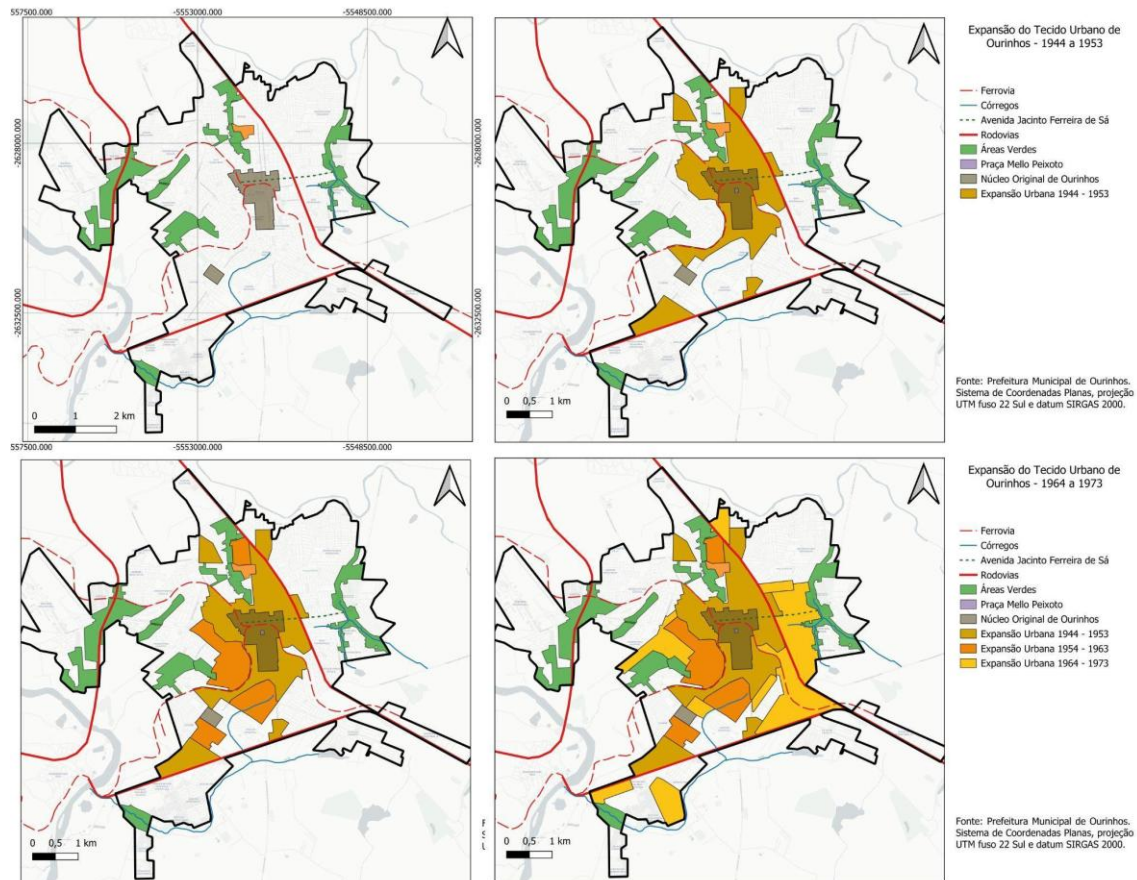 557500.000
-5553000.000
-5548500.000
-2628000.000
-2632500.000
0 1 2 km
557500.000
-5553000.000
-5548500.000
0 0,5 1 km
Expansão do Tecido Urbano de
Ourinhos - 1944 a 1953
Ferrovia
Córregos
Avenida Jacinto Ferreira de Sá
Rodovias
Áreas Verdes
Praça Mello Peixoto
Núcleo Original de Ourinhos
Expansão Urbana 1944 - 1953
Fonte: Prefeitura Municipal de Ourinhos.
Sistema de Coordenadas Planas, projeção
UTM fuso 22 Sul e datum SIRGAS 2000.
0 0,5 1 km
F
S
U
0 0,5 1 km
Expansão do Tecido Urbano de
Ourinhos - 1964 a 1973
Ferrovia
Córregos
Avenida Jacinto Ferreira de Sá
Rodovias
Áreas Verdes
Praça Mello Peixoto
Núcleo Original de Ourinhos
Expansão Urbana 1944 - 1953
Expansão Urbana 1954 - 1963
Expansão Urbana 1964 - 1973
Fonte: Prefeitura Municipal de Ourinhos.
Sistema de Coordenadas Planas, projeção
UTM fuso 22 Sul e datum SIRGAS 2000.